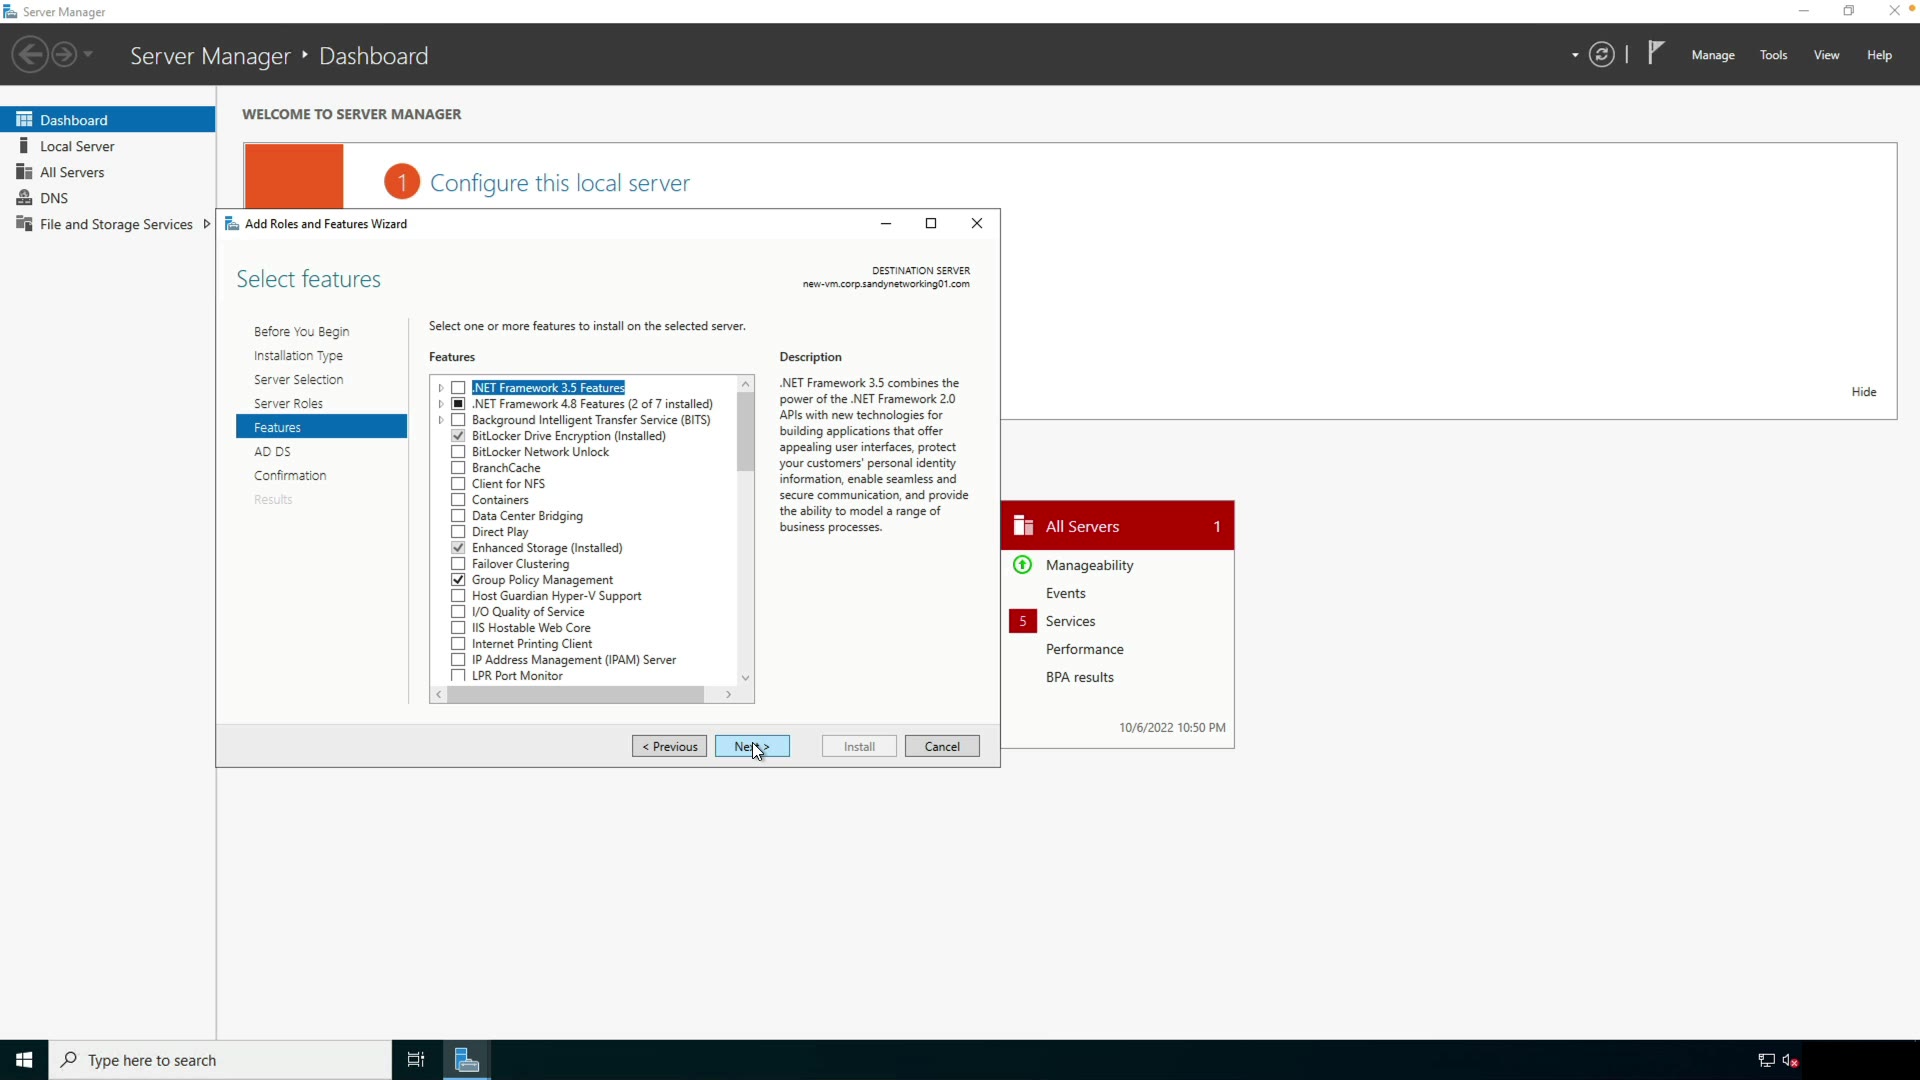 Server Manager
Server Manager ‣ Dashboard
Manage Tools View Help
Dashboard
Local Server
All Servers
DNS
File and Storage Services
WELCOME TO SERVER MANAGER
1 Configure this local server
Hide
Add Roles and Features Wizard
Select features
DESTINATION SERVER
new-vm.corp.sandynetworking01.com
Before You Begin
Installation Type
Server Selection
Server Roles
Features
AD DS
Confirmation
Results
Select one or more features to install on the selected server.
Features
.NET Framework 3.5 Features
.NET Framework 4.8 Features (2 of 7 installed)
Background Intelligent Transfer Service (BITS)
BitLocker Drive Encryption (Installed)
BitLocker Network Unlock
BranchCache
Client for NFS
Containers
Data Center Bridging
Direct Play
Enhanced Storage (Installed)
Failover Clustering
Group Policy Management
Host Guardian Hyper-V Support
I/O Quality of Service
IIS Hostable Web Core
Internet Printing Client
IP Address Management (IPAM) Server
LPR Port Monitor
Description
.NET Framework 3.5 combines the
power of the .NET Framework 2.0
APIs with new technologies for
building applications that offer
appealing user interfaces, protect
your customers' personal identity
information, enable seamless and
secure communication, and provide
the ability to model a range of
business processes.
< Previous Next > Install Cancel
All Servers 1
Manageability
Events
5 Services
Performance
BPA results
10/6/2022 10:50 PM
Type here to search